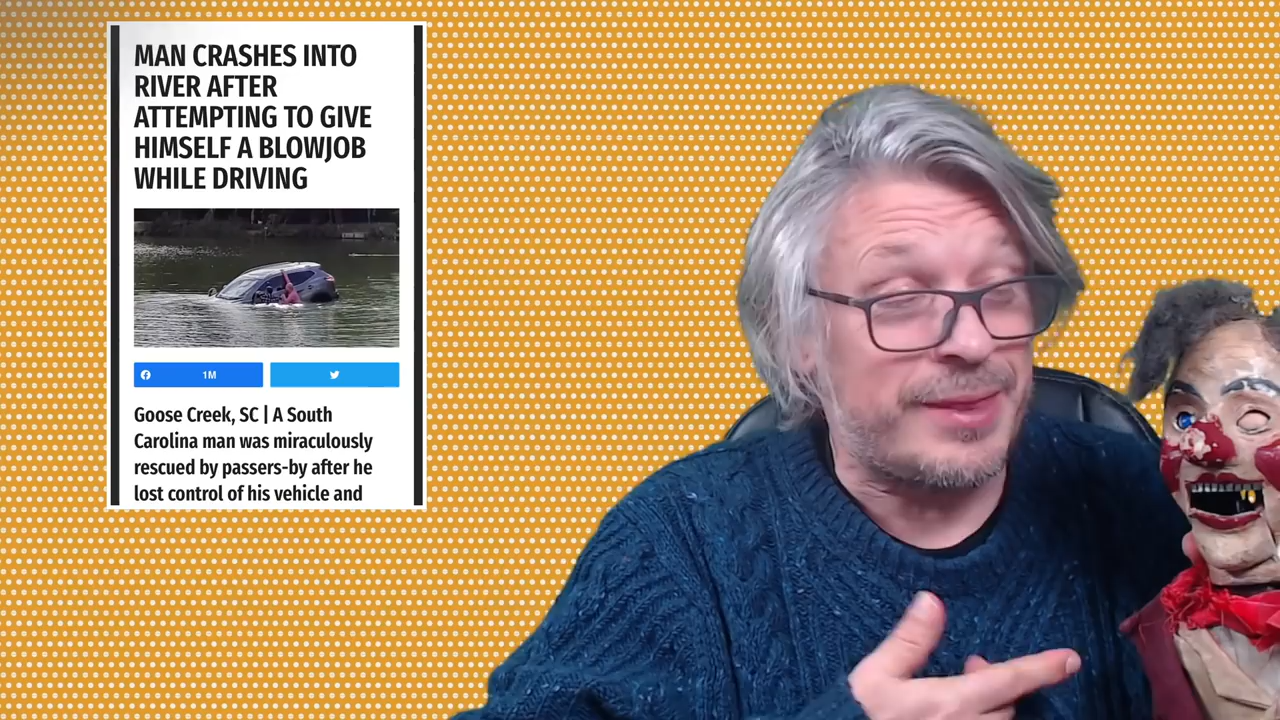 MAN CRASHES INTO
RIVER AFTER
ATTEMPTING TO GIVE
HIMSELF A BLOWJOB
WHILE DRIVING
1M
Goose Creek, SC | A South
Carolina man was miraculously
rescued by passers-by after he
lost control of his vehicle and